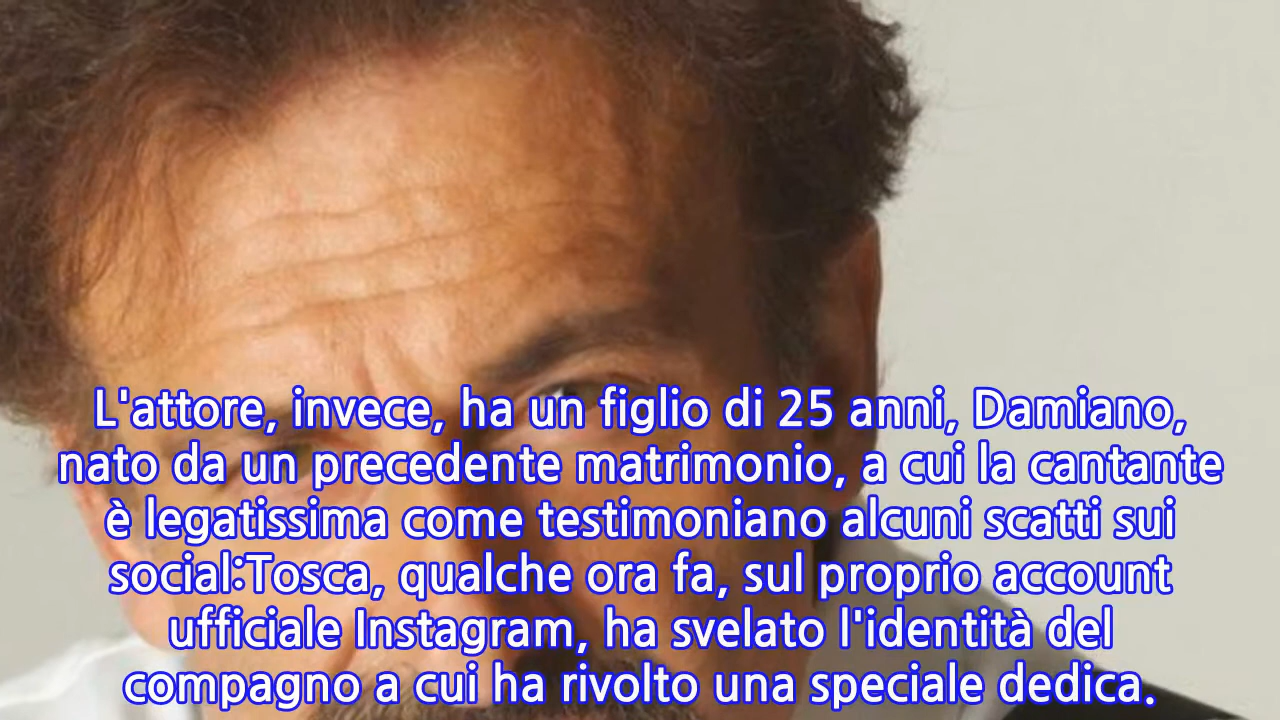 L'attore, invece, ha un figlio di 25 anni, Damiano,
nato da un precedente matrimonio, a cui la cantante
è legatissima come testimoniano alcuni scatti sui
social:Tosca, qualche ora fa, sul proprio account
ufficiale Instagram, ha svelato l'identità del
compagno a cui ha rivolto una speciale dedica.